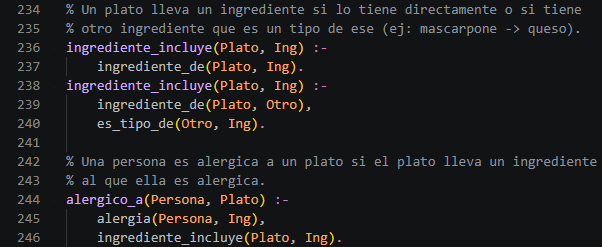 234 % Un plato lleva un ingrediente si lo tiene directamente o si tiene
235 % otro ingrediente que es un tipo de ese (ej: mascarpone -> queso).
236 ingrediente_incluye(Plato, Ing) :-
237     ingrediente_de(Plato, Ing).
238 ingrediente_incluye(Plato, Ing) :-
239     ingrediente_de(Plato, Otro),
240     es_tipo_de(Otro, Ing).
241
242 % Una persona es alergica a un plato si el plato lleva un ingrediente
243 % al que ella es alergica.
244 alergico_a(Persona, Plato) :-
245     alergia(Persona, Ing),
246     ingrediente_incluye(Plato, Ing).